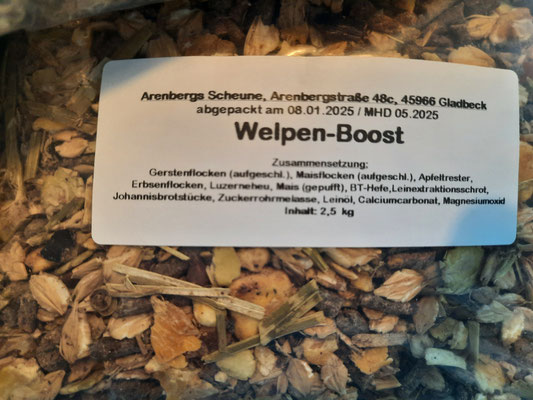 Arenbergs Scheune, Arenbergstraße 48c, 45966 Gladbeck
abgepackt am 08.01.2025 / MHD 05.2025
Welpen-Boost
Zusammensetzung:
Gerstenflocken (aufgeschl.), Maisflocken (aufgeschl.), Apfeltrester,
Erbsenflocken, Luzerneheu, Mais (gepufft), BT-Hefe,Leinextraktionsschrot,
Johannisbrotstücke, Zuckerrohrmelasse, Leinöl, Calciumcarbonat, Magnesiumoxid
Inhalt: 2,5 kg